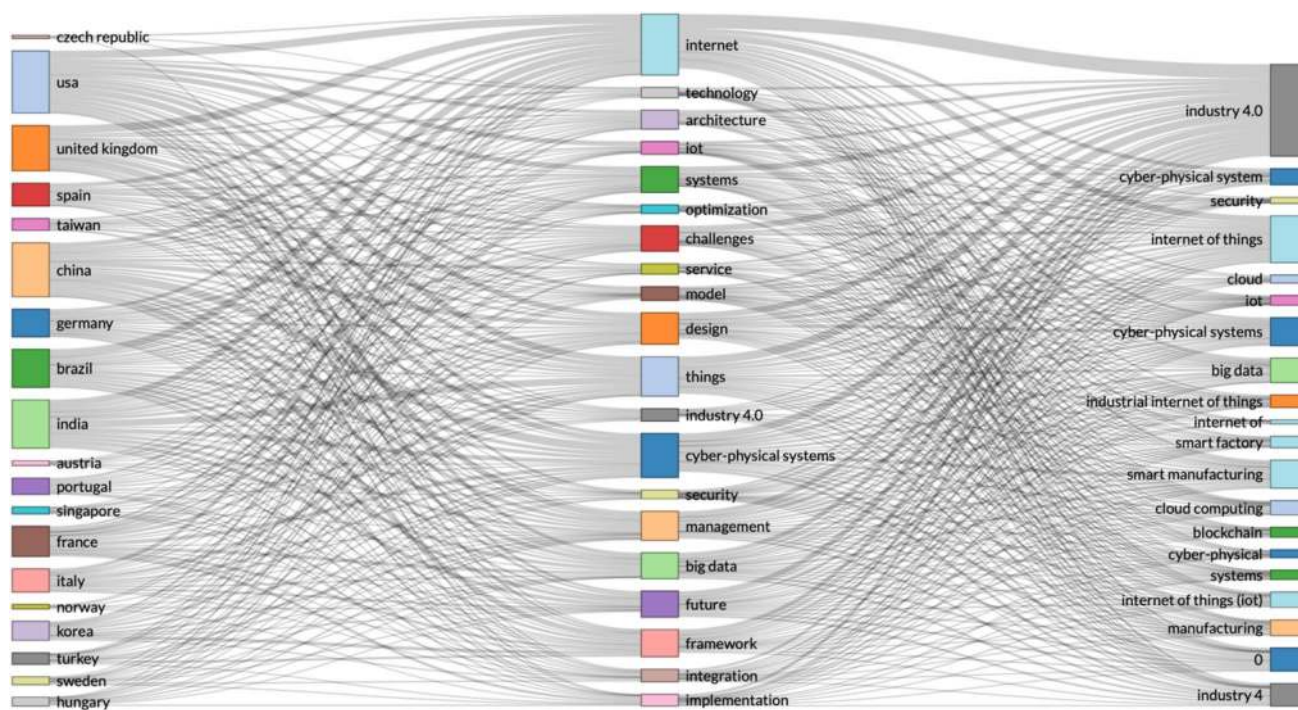 czech republic
usa
united kingdom
spain
taiwan
china
germany
brazil
india
austria
portugal
singapore
france
italy
norway
korea
turkey
sweden
hungary
internet
technology
architecture
iot
systems
optimization
challenges
service
model
design
things
industry 4.0
cyber-physical systems
security
management
big data
future
framework
integration
implementation
industry 4.0
cyber-physical system
security
internet of things
cloud
iot
cyber-physical systems
big data
industrial internet of things
internet of
smart factory
smart manufacturing
cloud computing
blockchain
cyber-physical
systems
internet of things (iot)
manufacturing
0
industry 4